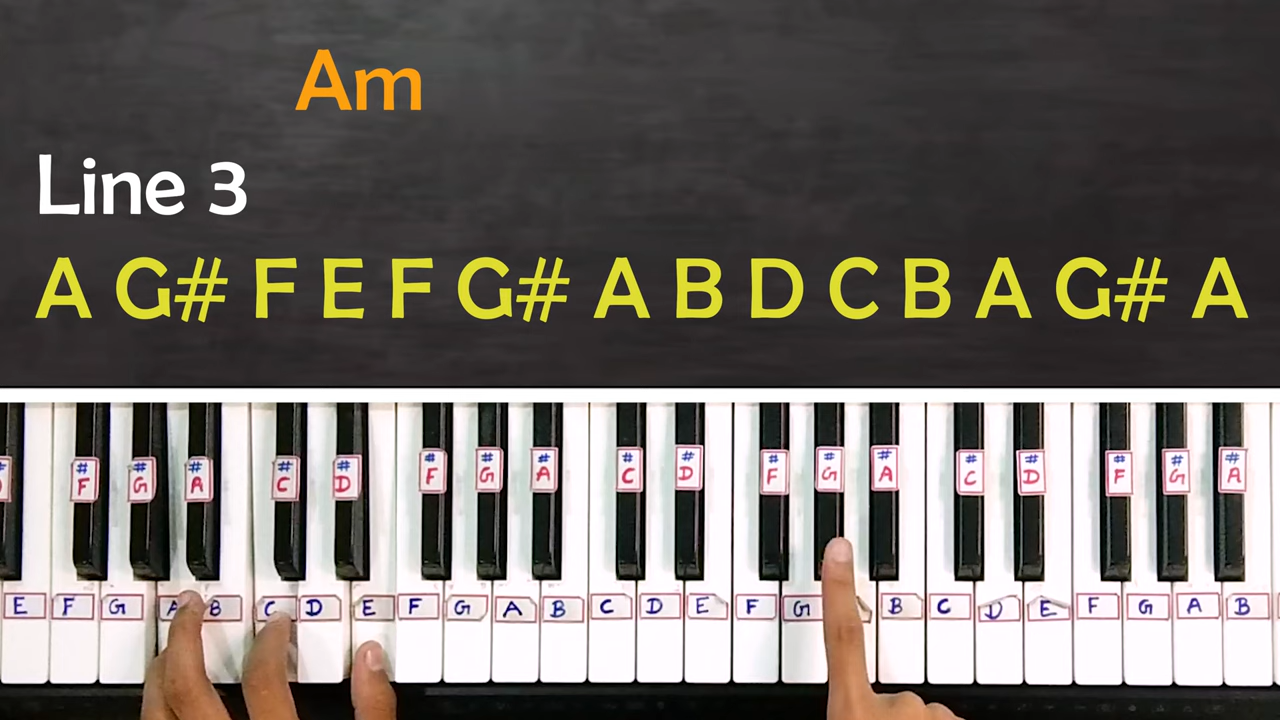 Am
Line 3
A G# F E F G# A B D C B A G# A
# # # # # # # # # # # # # # # # # #
F G A C D F G A C D F G A C D F G A
E F G A B C D E F G A B C D E F G B C D E F G A B